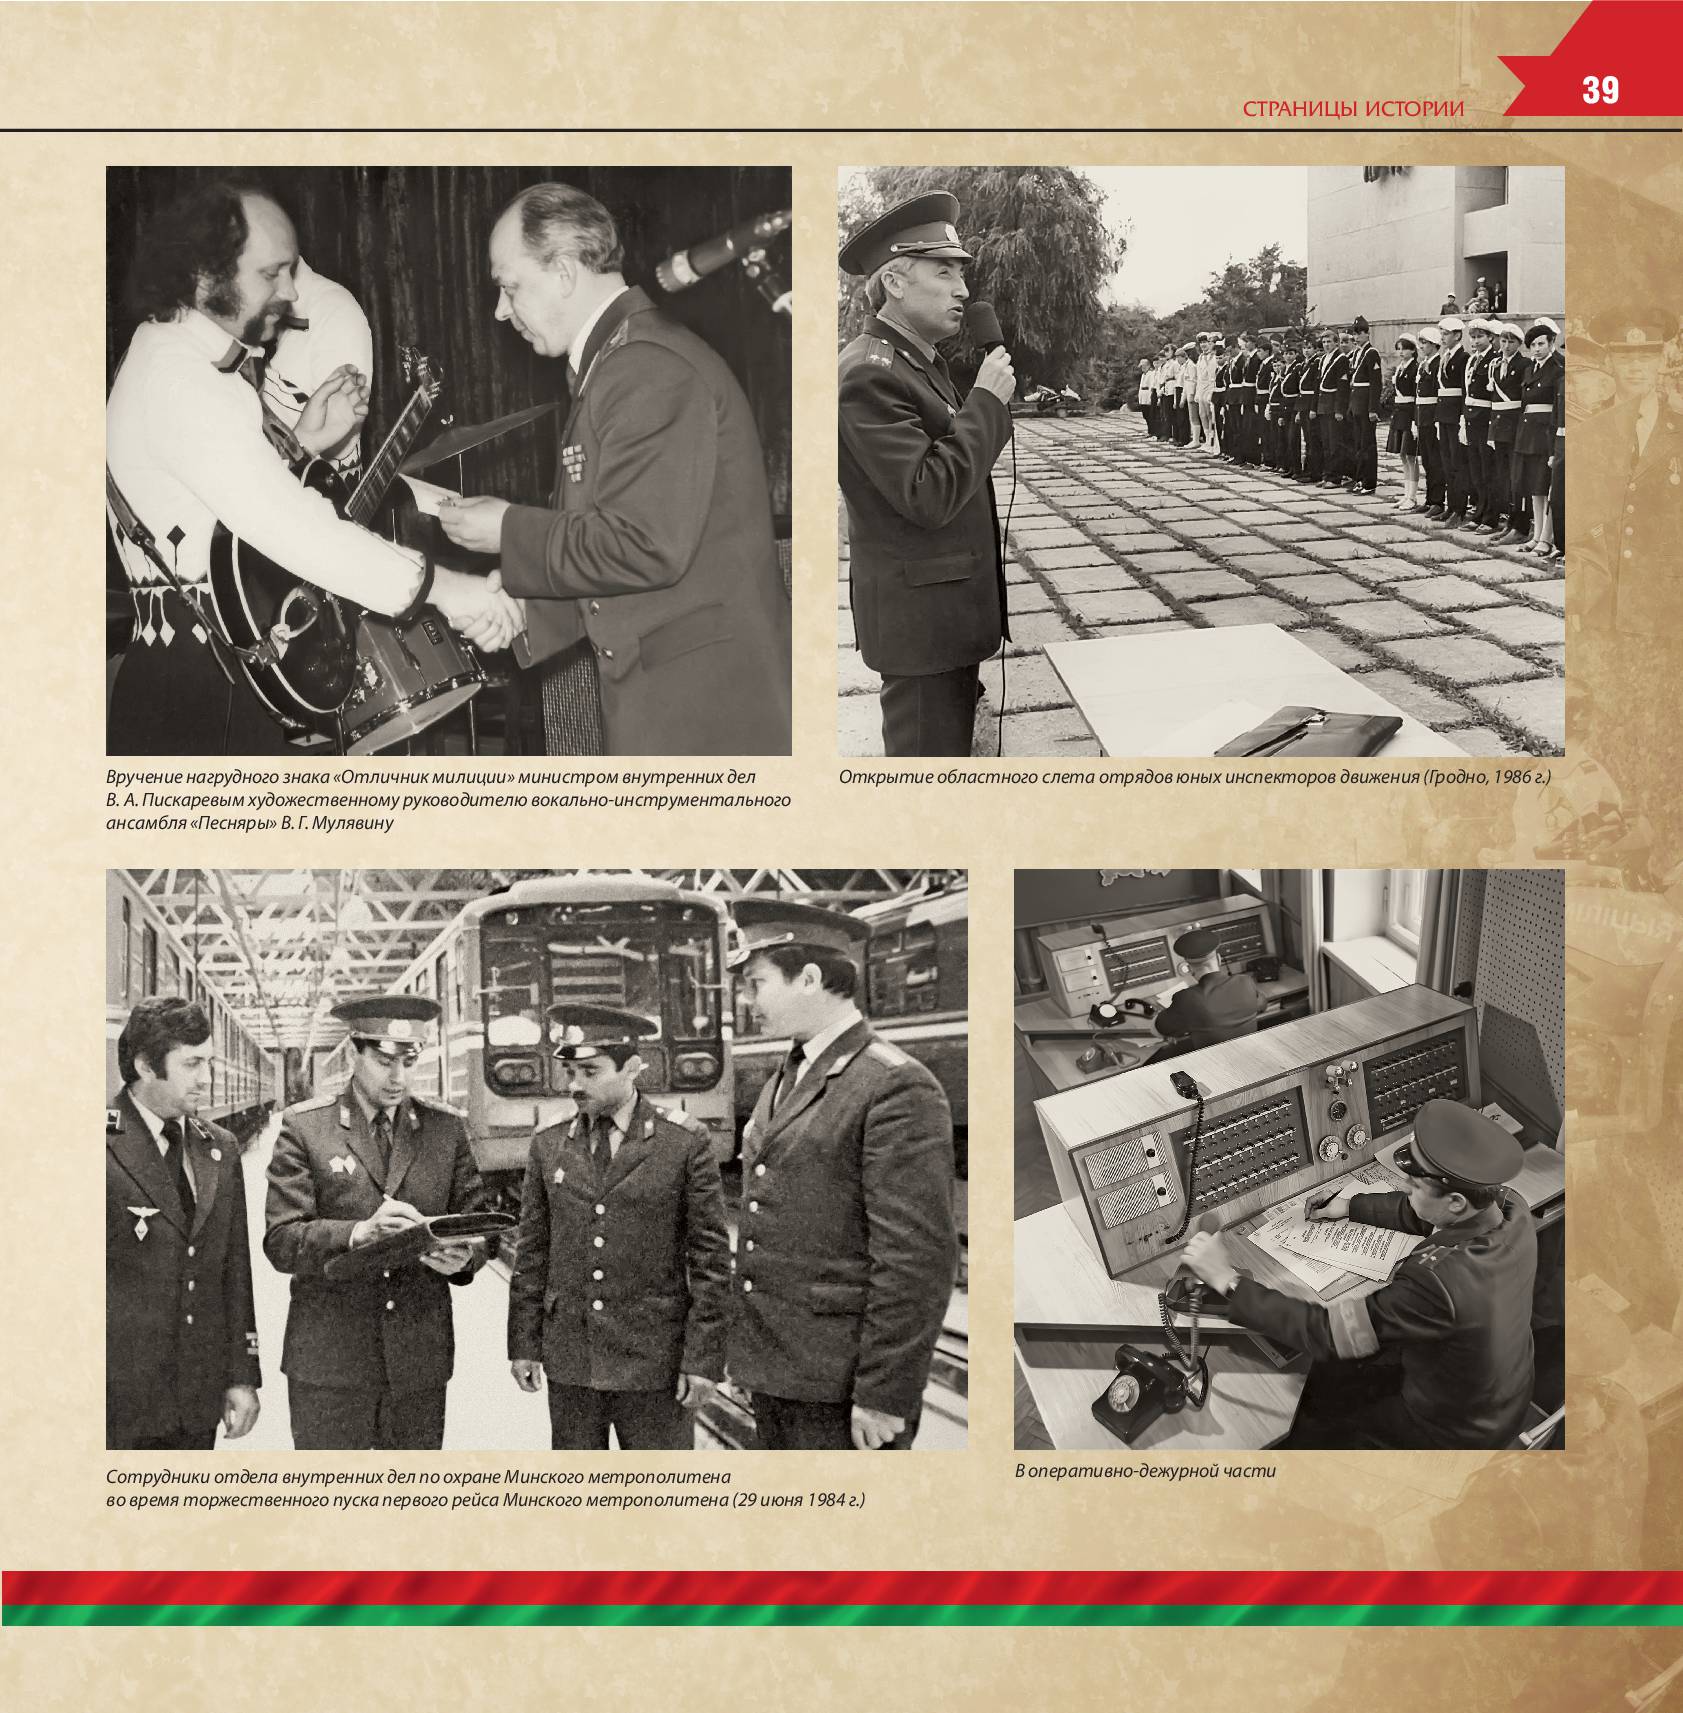 39
СТРАНИЦЫ ИСТОРИИ
Вручение нагрудного знака «Отличник милиции» министром внутренних дел
В. А. Пискаревым художественному руководителю вокально-инструментального
ансамбля «Песняры» В. Г. Мулявину
Открытие областного слета отрядов юных инспекторов движения (Гродно, 1986 г.)
Сотрудники отдела внутренних дел по охране Минского метрополитена
во время торжественного пуска первого рейса Минского метрополитена (29 июня 1984 г.)
В оперативно-дежурной части